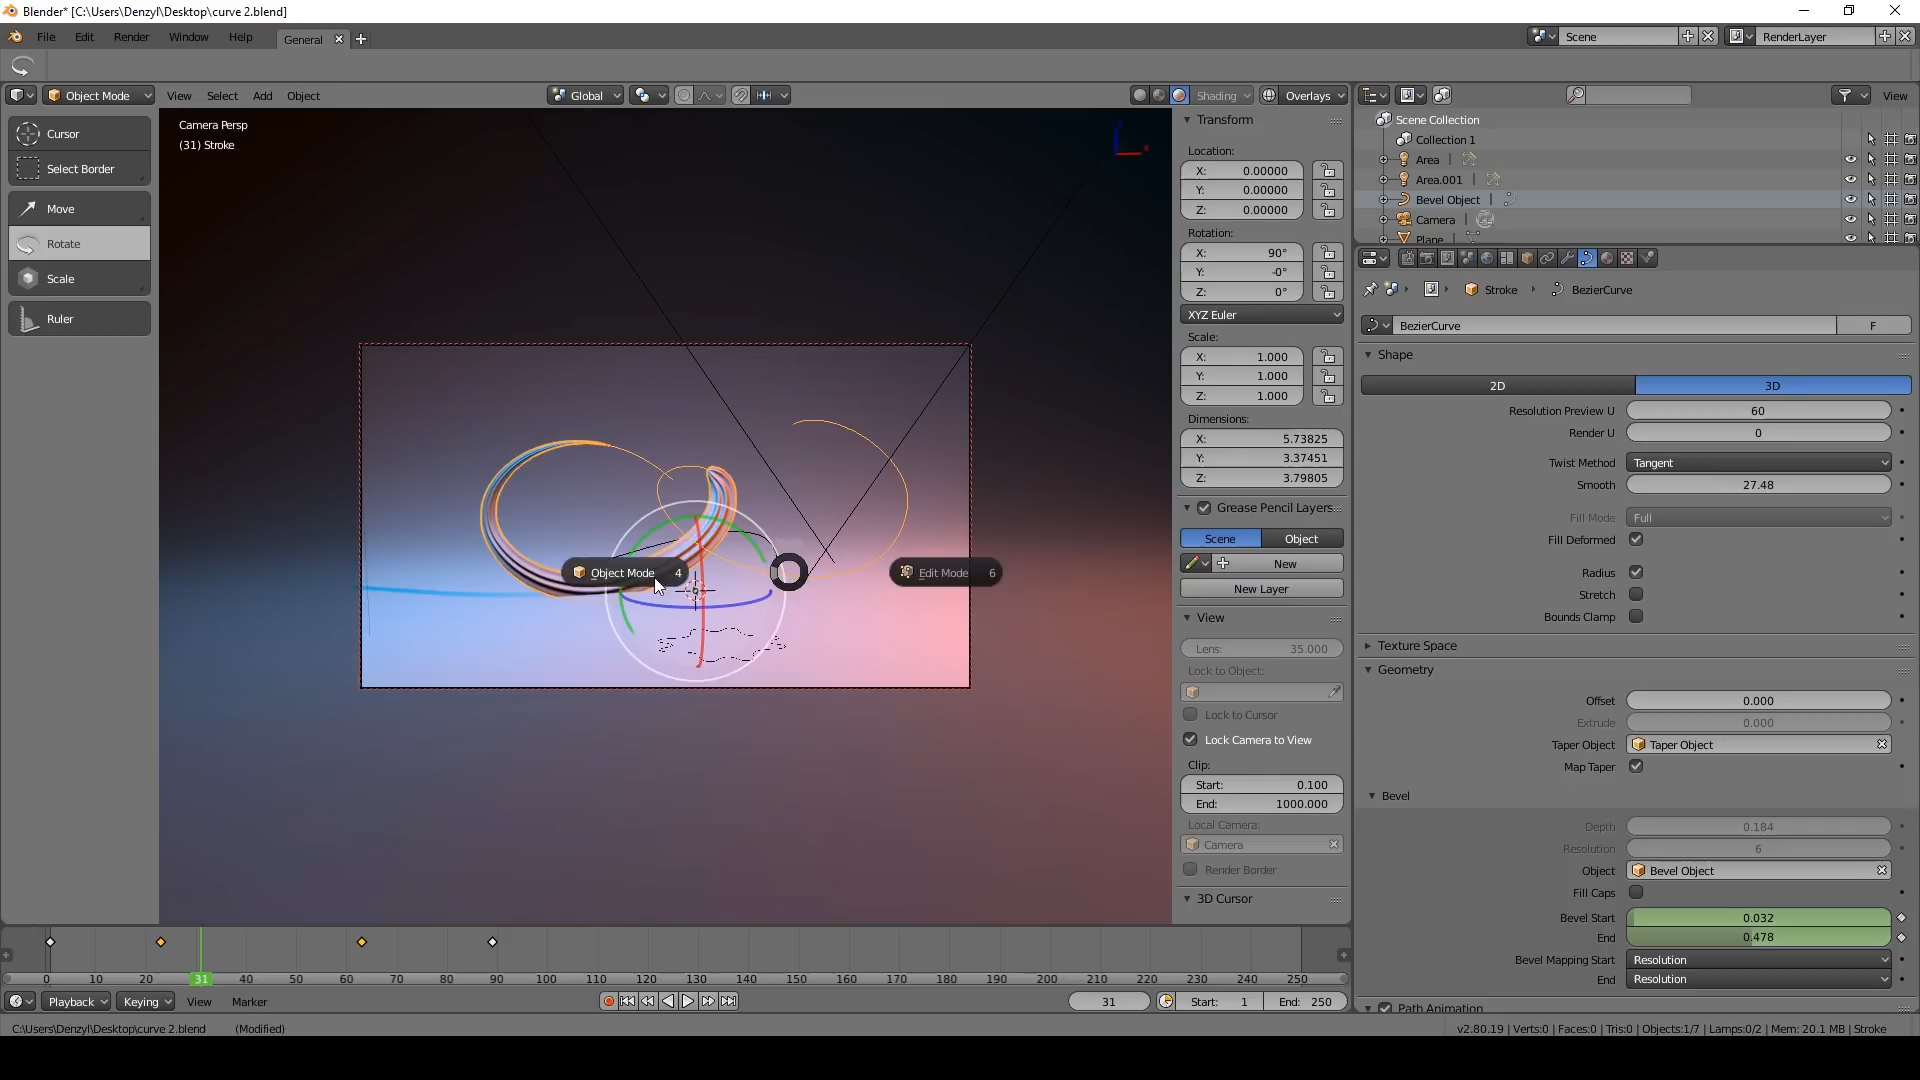 Blender* [C:\Users\Denzyl\Desktop\curve 2.blend]
File Edit Render Window Help General
Scene RenderLayer
Object Mode View Select Add Object Global Shading Overlays View
Cursor
Select Border
Move
Rotate
Scale
Ruler
Camera Persp
(31) Stroke
Object Mode 4
Edit Mode 6
Transform
Location:
X: 0.00000
Y: 0.00000
Z: 0.00000
Rotation:
X: 90°
Y: -0°
Z: 0°
XYZ Euler
Scale:
X: 1.000
Y: 1.000
Z: 1.000
Dimensions:
X: 5.73825
Y: 3.37451
Z: 3.79805
Grease Pencil Layers
Scene Object
New
New Layer
View
Lens: 35.000
Lock to Object:
Lock to Cursor
Lock Camera to View
Clip:
Start: 0.100
End: 1000.000
Local Camera:
Camera
Render Border
3D Cursor
Scene Collection
Collection 1
Area
Area.001
Bevel Object
Camera
Plane
Stroke BezierCurve
BezierCurve F
Shape
2D 3D
Resolution Preview U 60
Render U 0
Twist Method Tangent
Smooth 27.48
Fill Mode Full
Fill Deformed
Radius
Stretch
Bounds Clamp
Texture Space
Geometry
Offset 0.000
Extrude 0.000
Taper Object Taper Object
Map Taper
Bevel
Depth 0.184
Resolution 6
Object Bevel Object
Fill Caps
Bevel Start 0.032
End 0.478
Bevel Mapping Start Resolution
End Resolution
Path Animation
0 10 20 31 40 50 60 70 80 90 100 110 120 130 140 150 160 170 180 190 200 210 220 230 240 250
Playback Keying View Marker 31 Start: 1 End: 250
C:\Users\Denzyl\Desktop\curve 2.blend (Modified)
v2.80.19 | Verts:0 | Faces:0 | Tris:0 | Objects:1/7 | Lamps:0/2 | Mem: 20.1 MB | Stroke